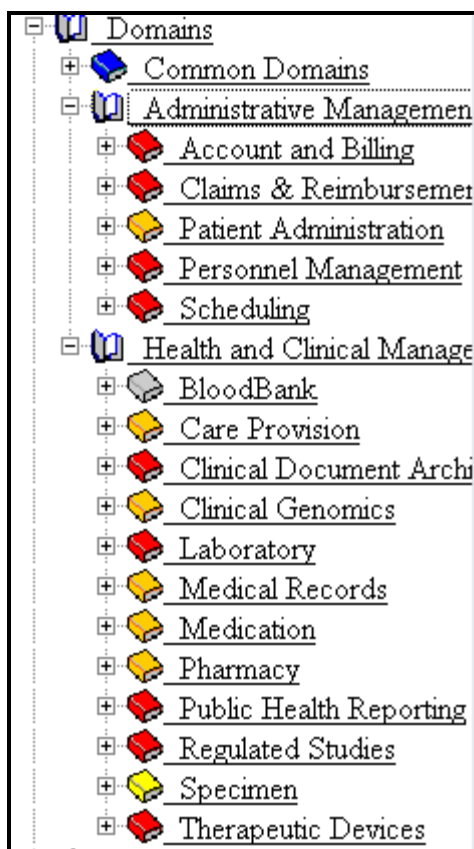 Domains
Common Domains
Administrative Managemen
Account and Billing
Claims & Reimbursemen
Patient Administration
Personnel Management
Scheduling
Health and Clinical Manage
BloodBank
Care Provision
Clinical Document Archi
Clinical Genomics
Laboratory
Medical Records
Medication
Pharmacy
Public Health Reporting
Regulated Studies
Specimen
Therapeutic Devices